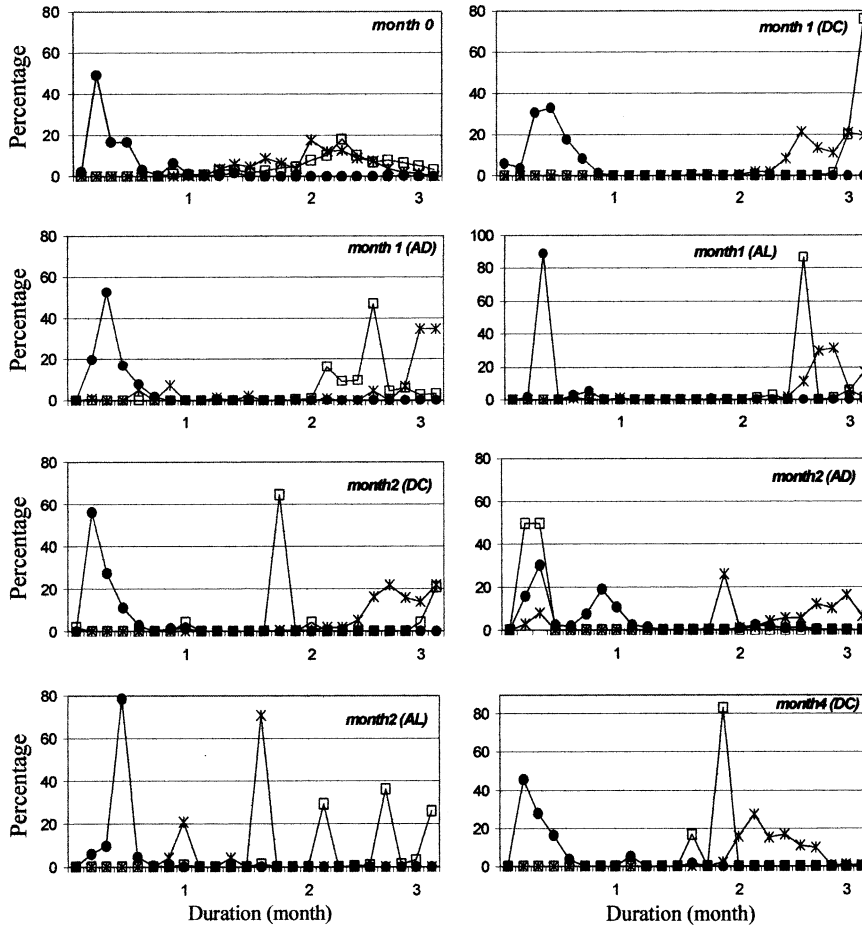 month 0
Percentage
80
60
40
20
0
1 2 3
month 1 (DC)
80
60
40
20
0
1 2 3
month 1 (AD)
Percentage
80
60
40
20
0
1 2 3
month1 (AL)
100
80
60
40
20
0
1 2 3
month2 (DC)
Percentage
80
60
40
20
0
1 2 3
month2 (AD)
80
60
40
20
0
1 2 3
month2 (AL)
Percentage
80
60
40
20
0
1 2 3
Duration (month)
month4 (DC)
80
60
40
20
0
1 2 3
Duration (month)